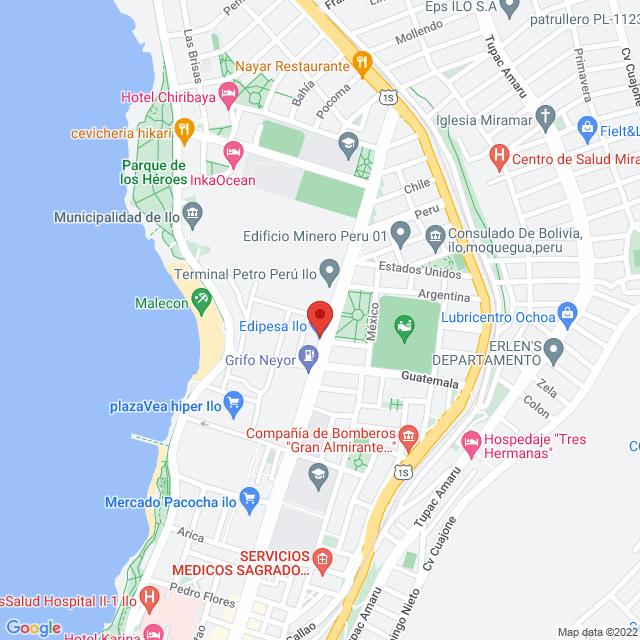 Eps ILO S.A
patrullero PL-1123
Mollendo
Tupac Amaru
Cv Cuajone
Primavera
Las Brisas
Nayar Restaurante
Bahía
Pocoma
1S
Hotel Chiribaya
cevicheria hikari
Iglesia Miramar
Fielt&L
InkaOcean
Parque de
los Héroes
Centro de Salud Mira
Chile
Perú
Municipalidad de Ilo
Edificio Minero Peru 01
Consulado De Bolivia,
ilo,moquegua,peru
Terminal Petro Perú Ilo
Estados Unidos
Argentina
Malecon
México
Lubricentro Ochoa
Edipesa Ilo
Grifo Neyor
ERLEN'S
DEPARTAMENTO
Guatemala
Zela
Colon
plazaVea hiper Ilo
Compañía de Bomberos
"Gran Almirante...
Hospedaje "Tres
Hermanas"
1S
Tupac Amaru
Cv Cuajone
Mercado Pacocha ilo
Arica
SERVICIOS
MEDICOS SAGRADO...
Pedro Flores
sSalud Hospital II-1 Ilo
Tupac Amaru
ingo Nieto
Callao
Hotel Karina
Google
Map data ©2022